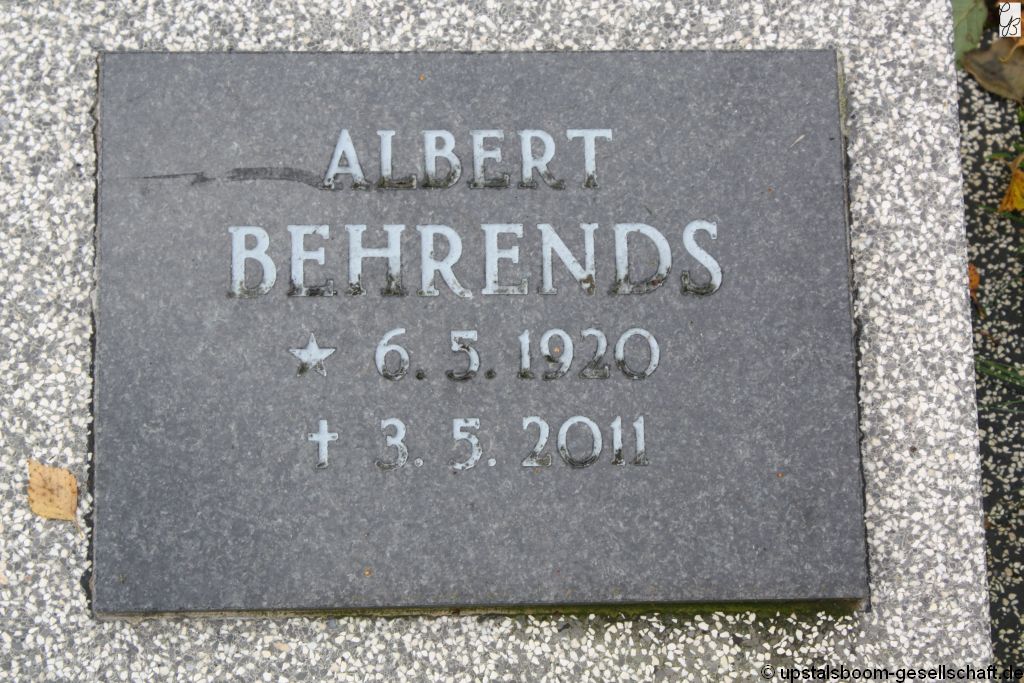 ALBERT
BEHRENDS
★ 6. 5. 1920
✝ 3. 5. 2011
© upstalsboom-gesellschaft.de